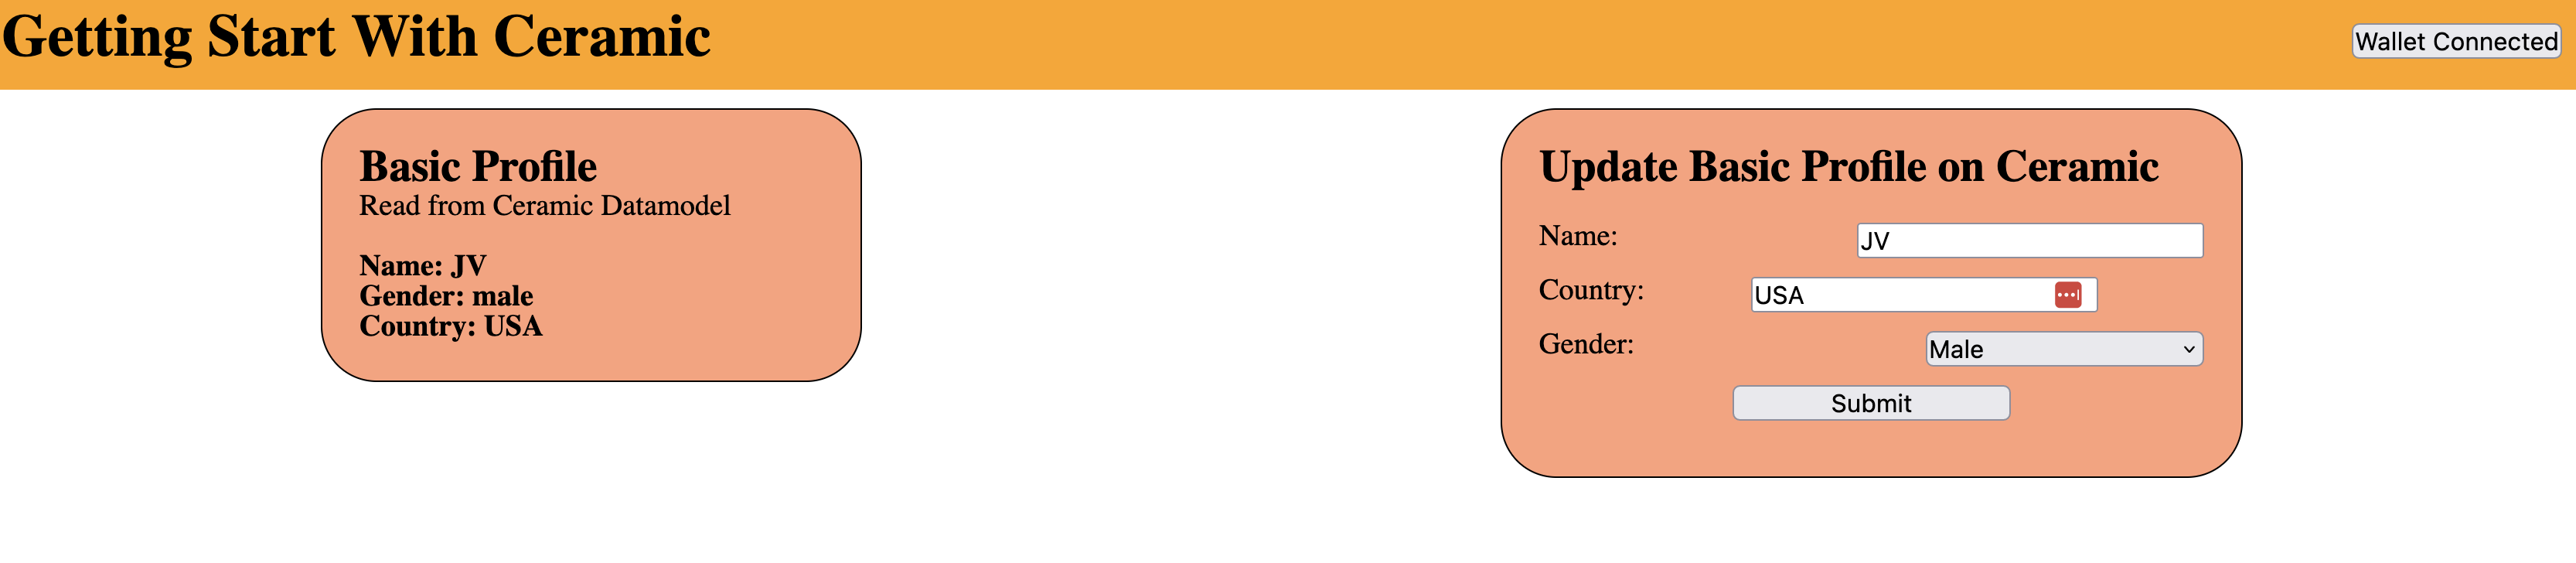 Getting Start With Ceramic
Wallet Connected
Basic Profile
Read from Ceramic Datamodel
Name: JV
Gender: male
Country: USA
Update Basic Profile on Ceramic
Name: JV
Country: USA
Gender: Male
Submit